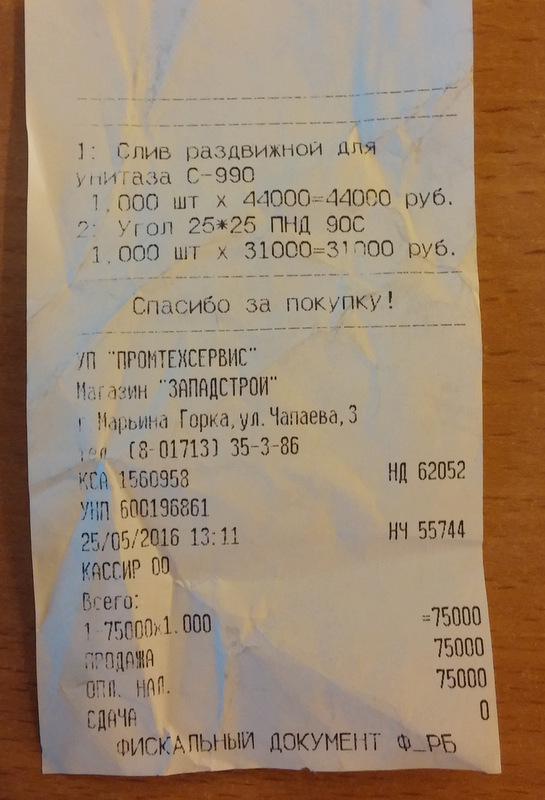 1: Слив раздвижной для
унитаза С-990
1,000 шт х 44000=44000 руб.
2: Угол 25*25 ПНД 90С
1,000 шт х 31000=31000 руб.
Спасибо за покупку!
УП "ПРОМТЕХСЕРВИС"
Магазин "ЗАПАДСТРОЙ"
г Марьина Горка,ул.Чапаева,3
тел. (8-01713) 35-3-86
КСА 1560958 НД 62052
УНП 600196861
25/05/2016 13:11 НЧ 55744
КАССИР 00
Всего:
1-75000х1.000 =75000
ПРОДАЖА 75000
ОПЛ. НАЛ. 75000
СДАЧА 0
ФИСКАЛЬНЫЙ ДОКУМЕНТ Ф_РБ